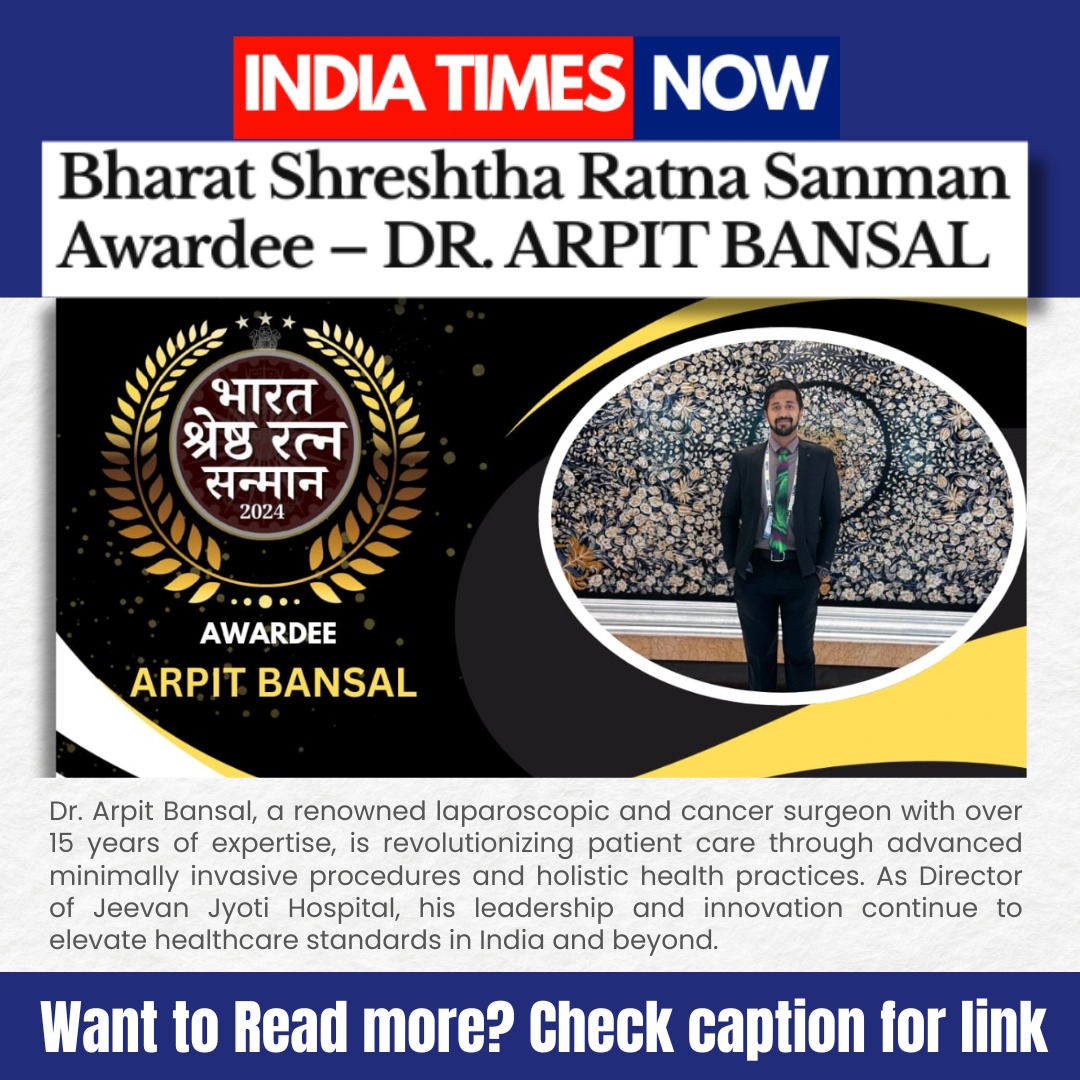 INDIA TIMES NOW
Bharat Shreshtha Ratna Sanman
Awardee – DR. ARPIT BANSAL
भारत
श्रेष्ठ रत्न
सन्मान
2024
AWARDEE
ARPIT BANSAL
Dr. Arpit Bansal, a renowned laparoscopic and cancer surgeon with over
15 years of expertise, is revolutionizing patient care through advanced
minimally invasive procedures and holistic health practices. As Director
of Jeevan Jyoti Hospital, his leadership and innovation continue to
elevate healthcare standards in India and beyond.
Want to Read more? Check caption for link